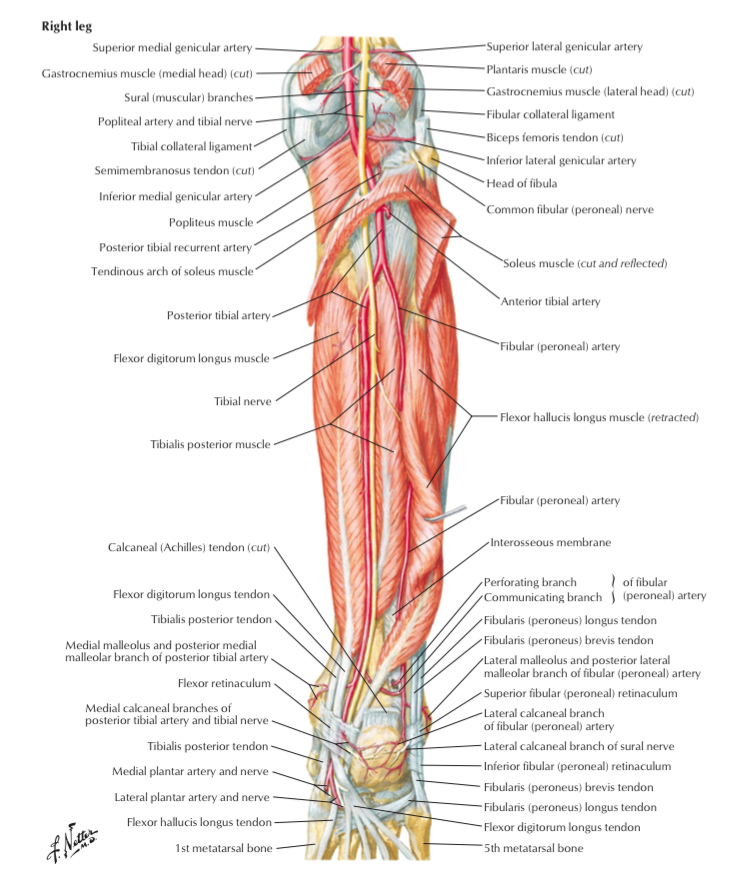 Right leg
Superior medial genicular artery
Gastrocnemius muscle (medial head) (cut)
Sural (muscular) branches
Popliteal artery and tibial nerve
Tibial collateral ligament
Semimembranosus tendon (cut)
Inferior medial genicular artery
Popliteus muscle
Posterior tibial recurrent artery
Tendinous arch of soleus muscle
Posterior tibial artery
Flexor digitorum longus muscle
Tibial nerve
Tibialis posterior muscle
Calcaneal (Achilles) tendon (cut)
Flexor digitorum longus tendon
Tibialis posterior tendon
Medial malleolus and posterior medial
malleolar branch of posterior tibial artery
Flexor retinaculum
Medial calcaneal branches of
posterior tibial artery and tibial nerve
Tibialis posterior tendon
Medial plantar artery and nerve
Lateral plantar artery and nerve
Flexor hallucis longus tendon
1st metatarsal bone
Superior lateral genicular artery
Plantaris muscle (cut)
Gastrocnemius muscle (lateral head) (cut)
Fibular collateral ligament
Biceps femoris tendon (cut)
Inferior lateral genicular artery
Head of fibula
Common fibular (peroneal) nerve
Soleus muscle (cut and reflected)
Anterior tibial artery
Fibular (peroneal) artery
Flexor hallucis longus muscle (retracted)
Fibular (peroneal) artery
Interosseous membrane
Perforating branch } of fibular
Communicating branch } (peroneal) artery
Fibularis (peroneus) longus tendon
Fibularis (peroneus) brevis tendon
Lateral malleolus and posterior lateral
malleolar branch of fibular (peroneal) artery
Superior fibular (peroneal) retinaculum
Lateral calcaneal branch
of fibular (peroneal) artery
Lateral calcaneal branch of sural nerve
Inferior fibular (peroneal) retinaculum
Fibularis (peroneus) brevis tendon
Fibularis (peroneus) longus tendon
Flexor digitorum longus tendon
5th metatarsal bone
F. Netter
M.D.